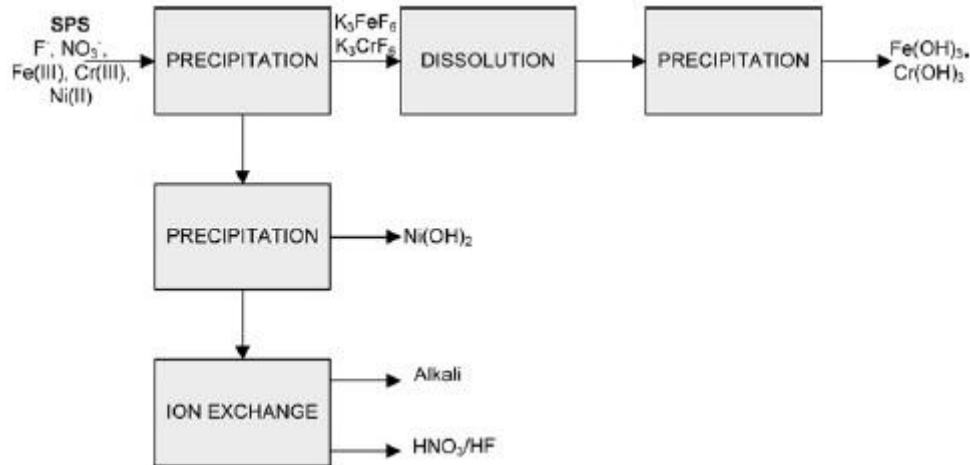 SPS
F⁻, NO₃⁻,
Fe(III), Cr(III),
Ni(II)
PRECIPITATION
K₃FeF₆
K₃CrF₆
DISSOLUTION
PRECIPITATION
Fe(OH)₃,
Cr(OH)₃
PRECIPITATION
Ni(OH)₂
ION EXCHANGE
Alkali
HNO₃/HF